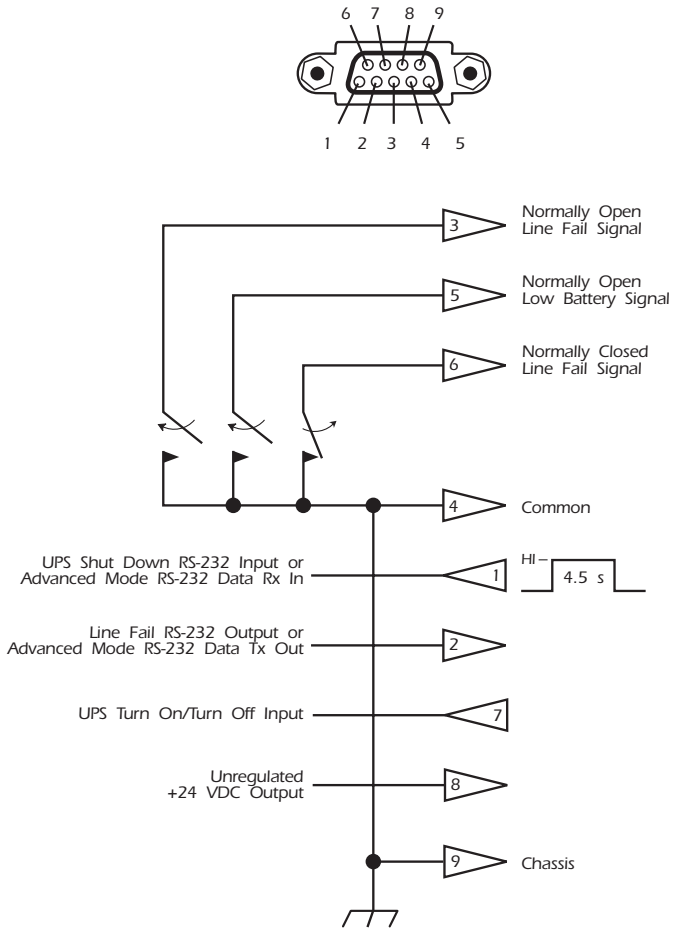 6 7 8 9
1 2 3 4 5
3
Normally Open
Line Fail Signal
5
Normally Open
Low Battery Signal
6
Normally Closed
Line Fail Signal
4
Common
UPS Shut Down RS-232 Input or
Advanced Mode RS-232 Data Rx In
1
HI
4.5 s
Line Fail RS-232 Output or
Advanced Mode RS-232 Data Tx Out
2
UPS Turn On/Turn Off Input
7
Unregulated
+24 VDC Output
8
9
Chassis